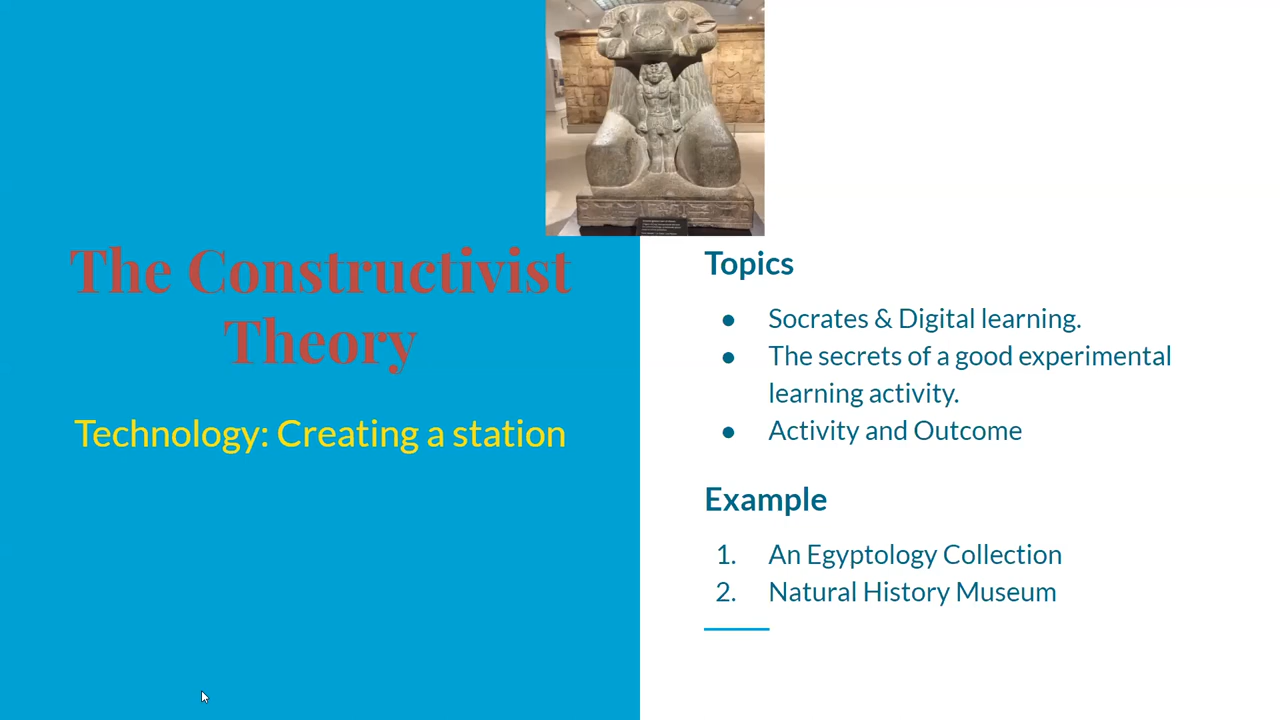 The Constructivist
Theory
Technology: Creating a station
Topics
● Socrates & Digital learning.
● The secrets of a good experimental
learning activity.
● Activity and Outcome
Example
1. An Egyptology Collection
2. Natural History Museum